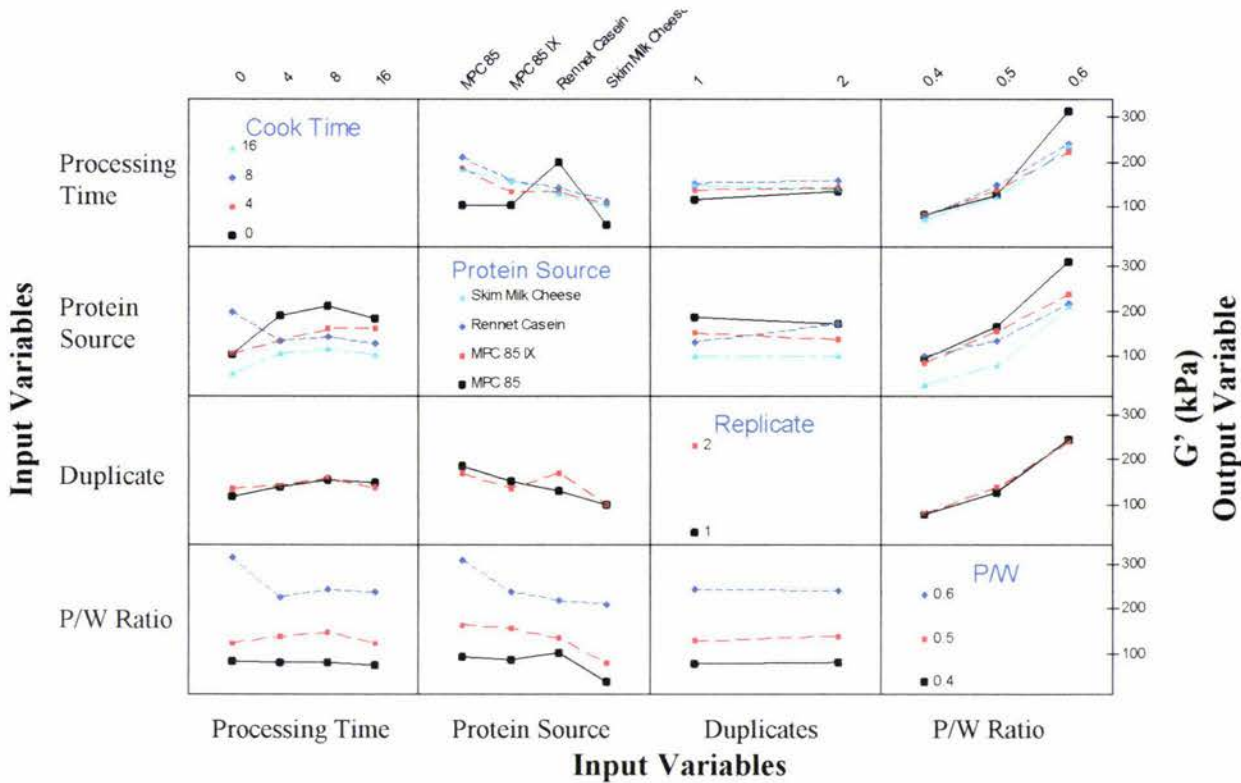 0 4 8 16
MPC 85 MPC 85 IX Rennet Casein Skim Milk Cheese
1 2
0.4 0.5 0.6
Processing
Time
Cook Time
16
8
4
0
300
200
100
Protein
Source
Protein Source
Skim Milk Cheese
Rennet Casein
MPC 85 IX
MPC 85
300
200
100
Duplicate
Replicate
2
1
300
200
100
P/W Ratio
P/W
0.6
0.5
0.4
300
200
100
Input Variables
G' (kPa)
Output Variable
Processing Time Protein Source Duplicates P/W Ratio
Input Variables